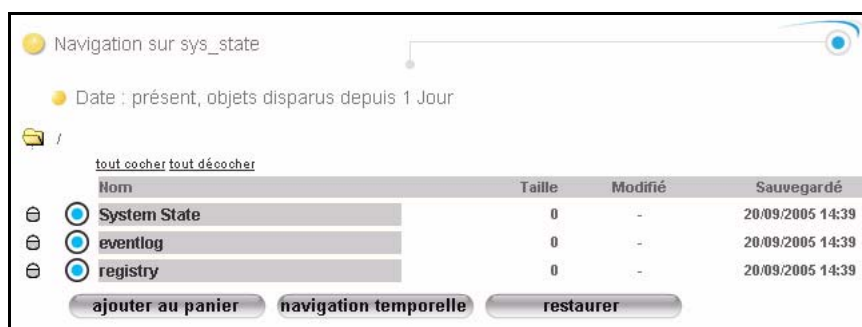 Navigation sur sys_state
Date : présent, objets disparus depuis 1 Jour
/
tout cocher tout décocher
Nom Taille Modifié Sauvegardé
System State 0 - 20/09/2005 14:39
eventlog 0 - 20/09/2005 14:39
registry 0 - 20/09/2005 14:39
ajouter au panier navigation temporelle restaurer